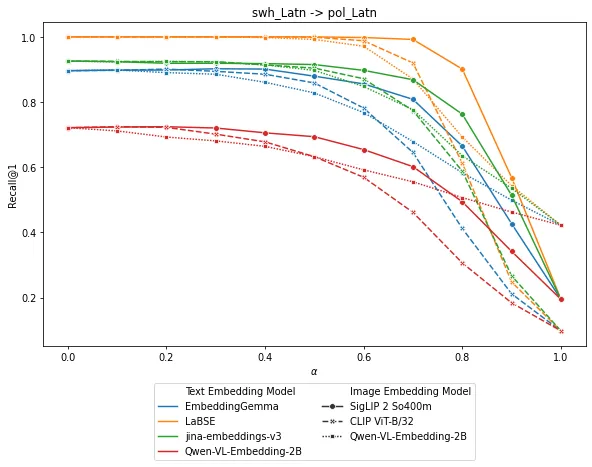 swh_Latn -> pol_Latn
1.0
0.8
0.6
0.4
0.2
Recall@1
0.0 0.2 0.4 0.6 0.8 1.0
α
Text Embedding Model Image Embedding Model
EmbeddingGemma SigLIP 2 So400m
LaBSE CLIP ViT-B/32
jina-embeddings-v3 Qwen-VL-Embedding-2B
Qwen-VL-Embedding-2B